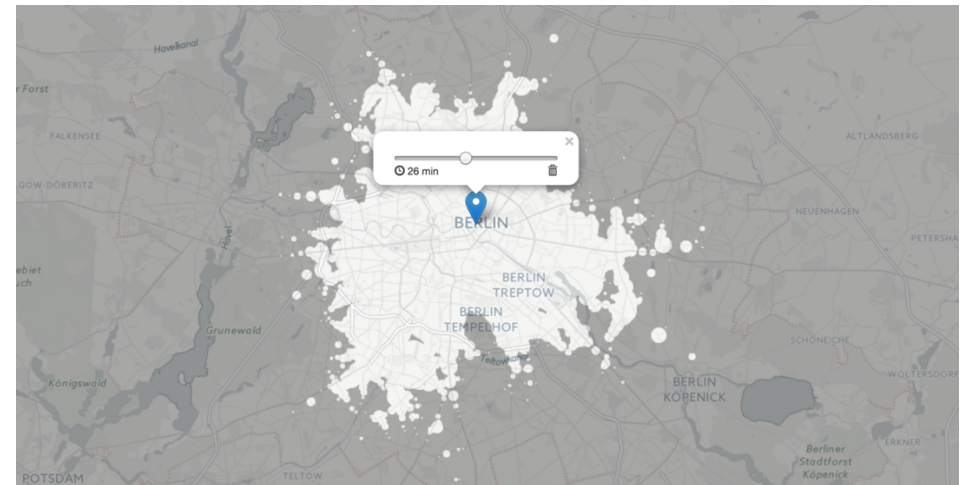 Havelkanal
r Forst
FALKENSEE
ALTLANDSBERG
26 min
GOW-DÖBERITZ
NEUENHAGEN
BERLIN
Havel
PETERSHA
ebiet
uch
BERLIN
TREPTOW
BERLIN
TEMPELHOF
Grunewald
SCHÖNEICHE
Teltowkanal
WOLTERSDORF
Königswald
BERLIN
KÖPENICK
ERKNER
Berliner
Stadtforst
Köpenick
POTSDAM
TELTOW